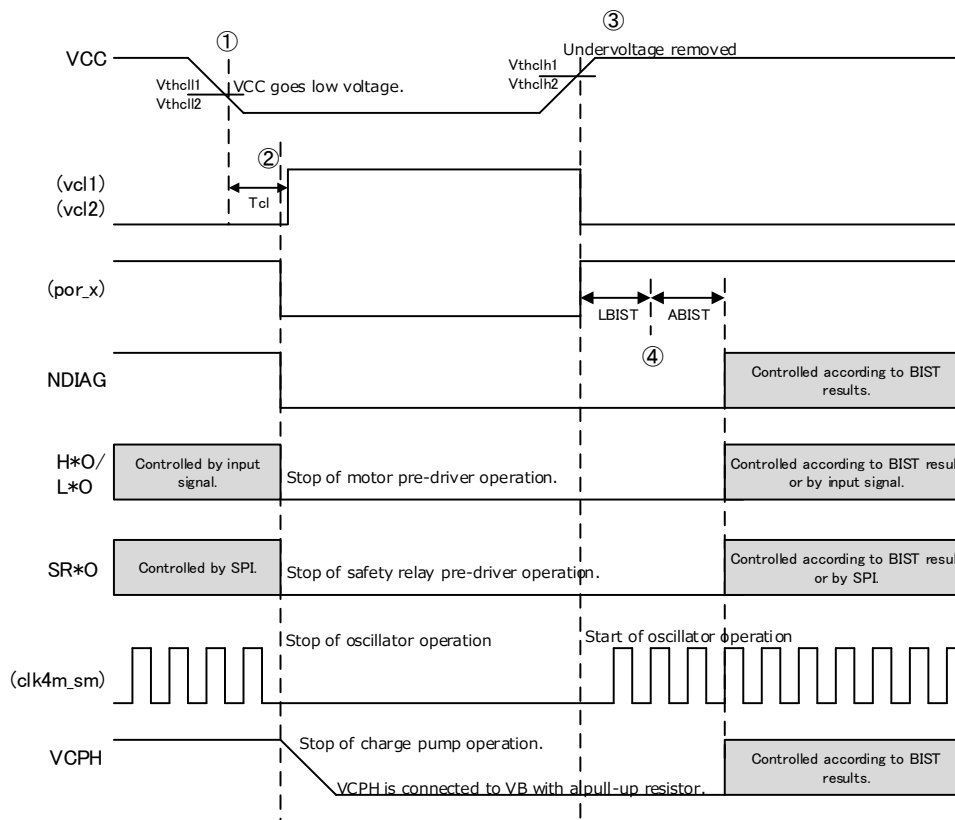 ①
③
VCC
Undervoltage removed
Vthcll1
Vthcll2
VCC goes low voltage.
Vthclh1
Vthclh2
②
(vcl1)
(vcl2)
Tcl
(por_x)
LBIST
ABIST
④
NDIAG
Controlled according to BIST
results.
H*O/
L*O
Controlled by input
signal.
Stop of motor pre-driver operation.
Controlled according to BIST resul
or by input signal.
SR*O
Controlled by SPI.
Stop of safety relay pre-driver operation.
Controlled according to BIST resul
or by SPI.
Stop of oscillator operation
Start of oscillator operation
(clk4m_sm)
VCPH
Stop of charge pump operation.
VCPH is connected to VB with a pull-up resistor.
Controlled according to BIST
results.